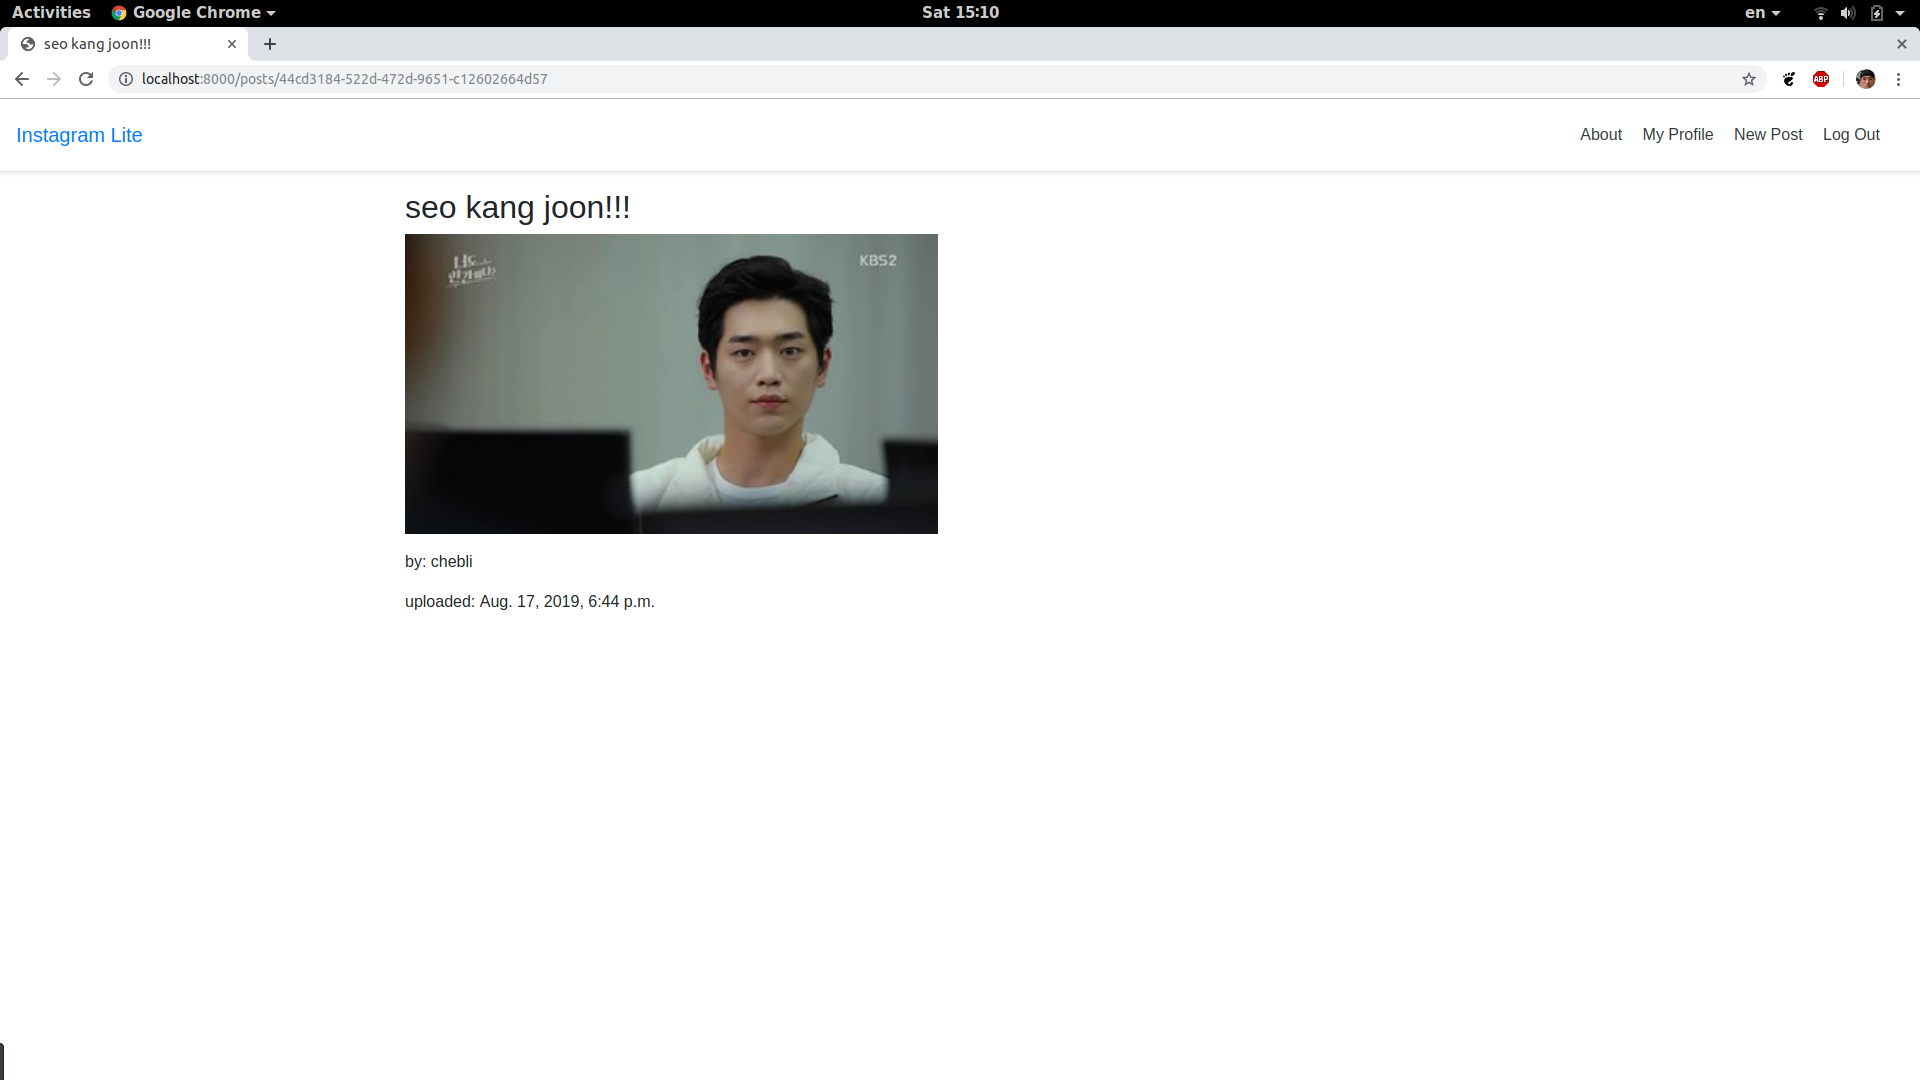 Activities
Google Chrome
Sat 15:10
en
seo kang joon!!!
localhost:8000/posts/44cd3184-522d-472d-9651-c12602664d57
ABP
Instagram Lite
About
My Profile
New Post
Log Out
seo kang joon!!!
너도
인간이니?
KBS2
by: chebli
uploaded: Aug. 17, 2019, 6:44 p.m.